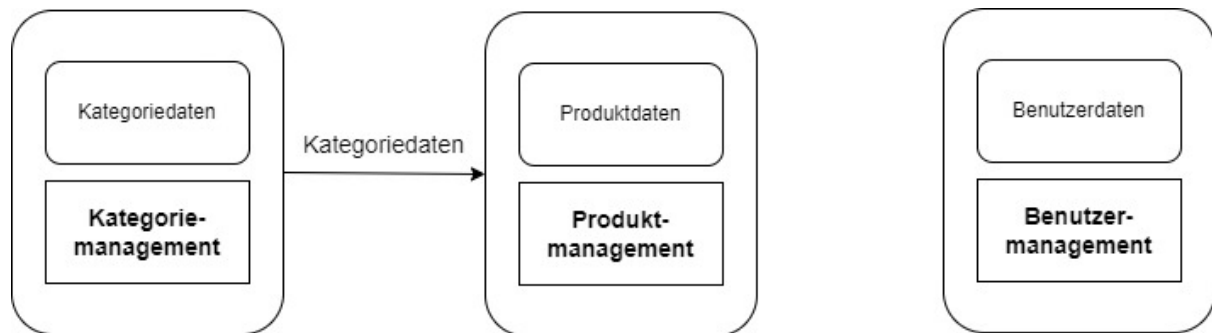 Kategoriedaten
Kategorie-
management
Kategoriedaten
Produktdaten
Produkt-
management
Benutzerdaten
Benutzer-
management